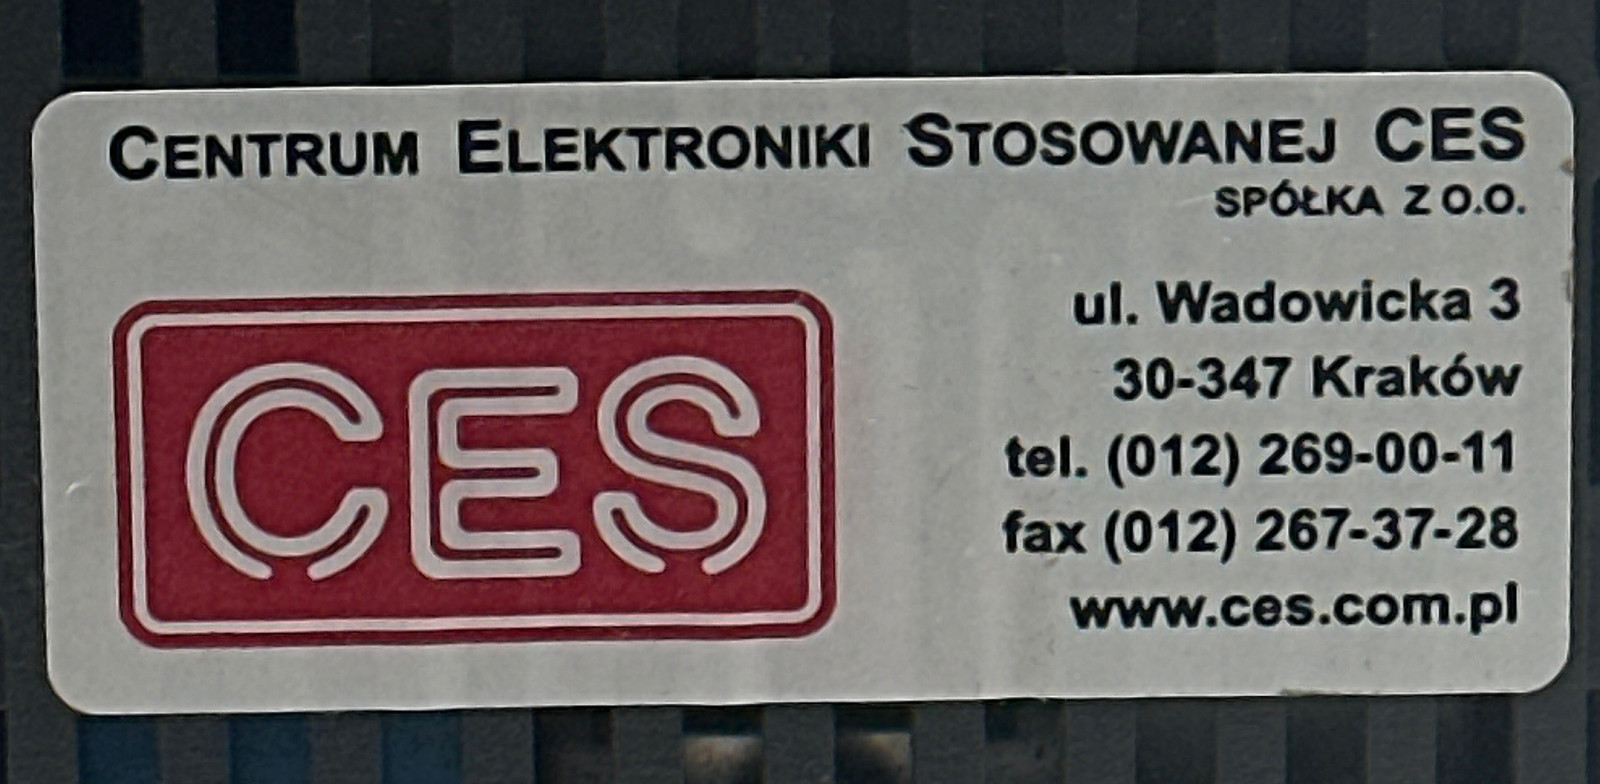 CENTRUM ELEKTRONIKI STOSOWANEJ CES
SPÓŁKA Z O.O.
CES
ul. Wadowicka 3
30-347 Kraków
tel. (012) 269-00-11
fax (012) 267-37-28
www.ces.com.pl